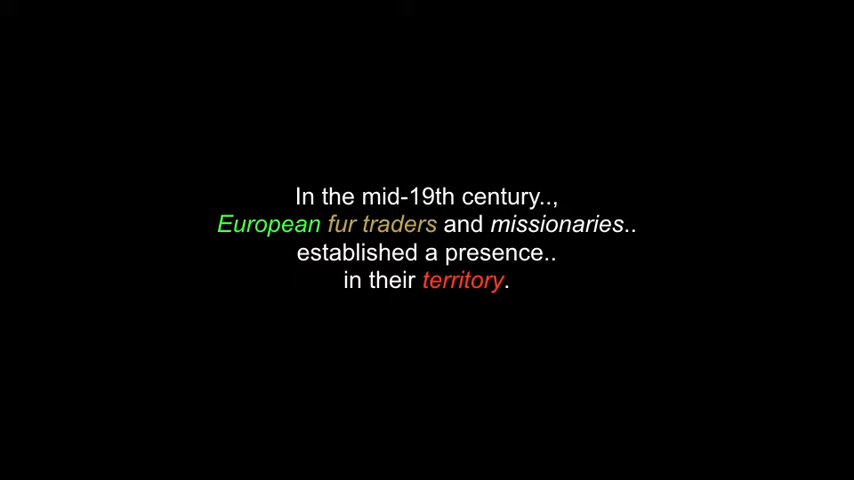 In the mid-19th century..,
European fur traders and missionaries..
established a presence..
in their territory.